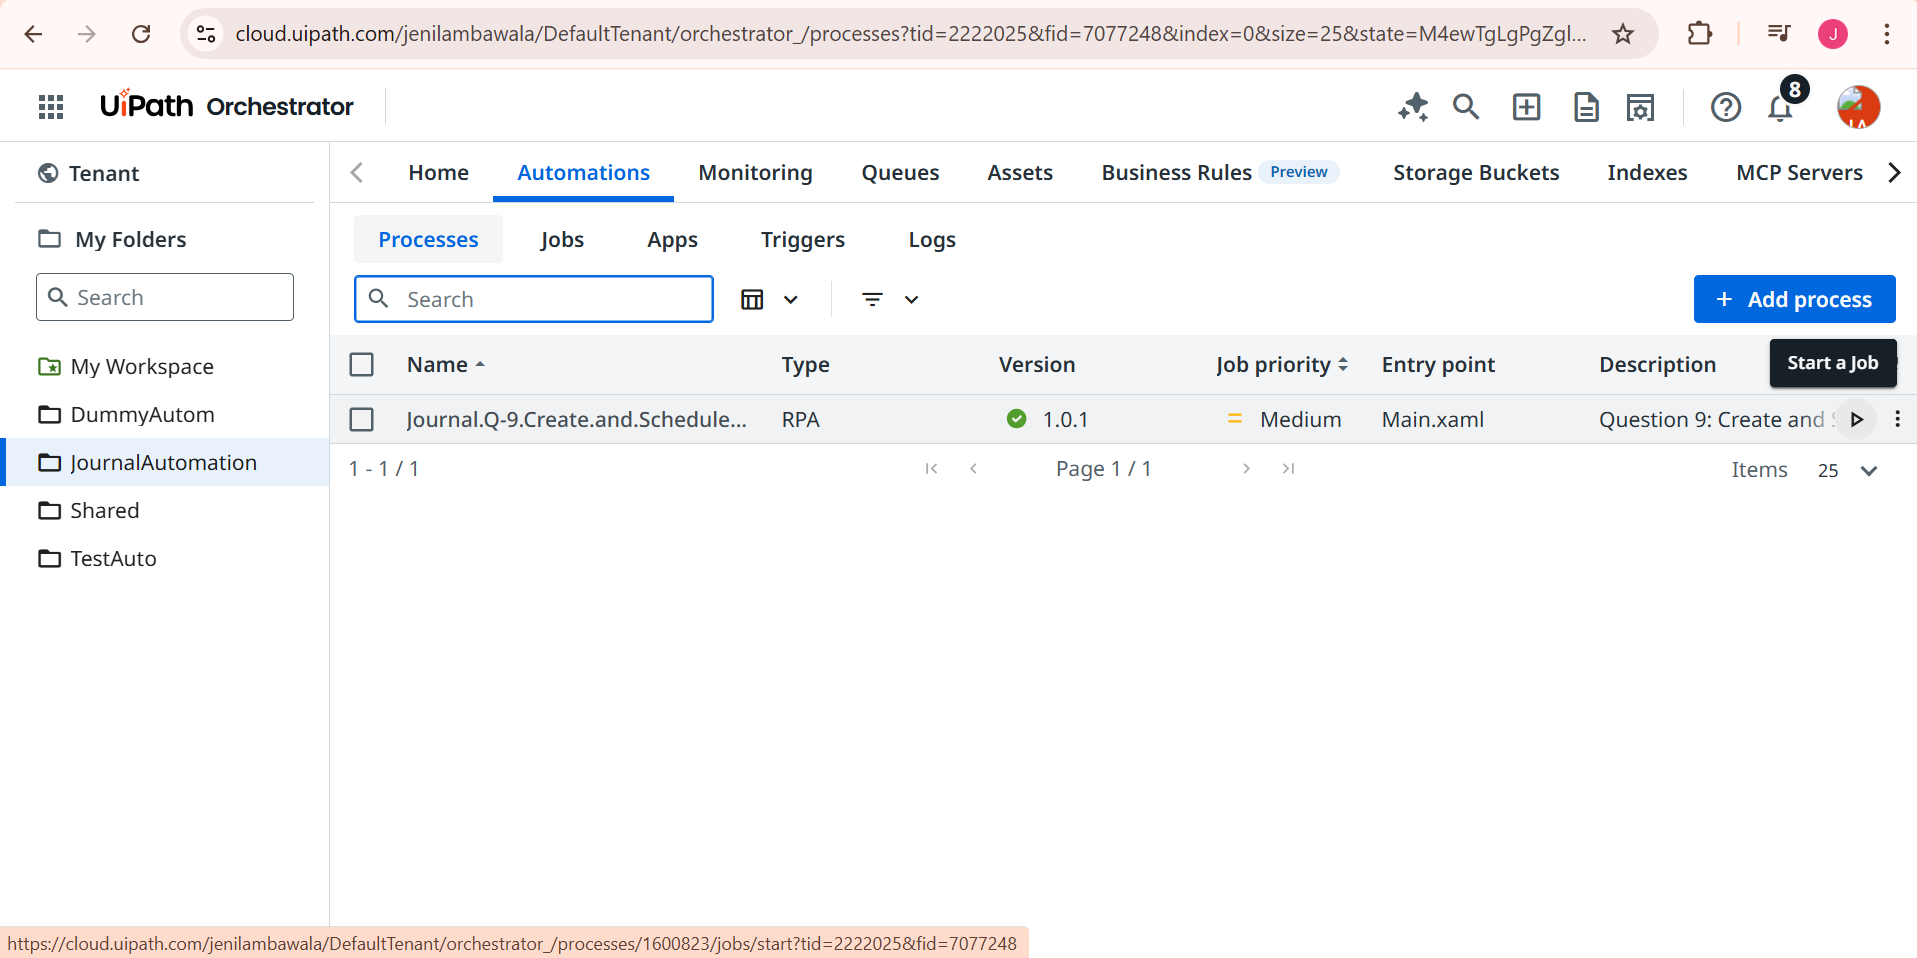 cloud.uipath.com/jenilambawala/DefaultTenant/orchestrator_/processes?tid=2222025&fid=7077248&index=0&size=25&state=M4ewTgLgPgZgl...
J
UiPath Orchestrator
8
LA
Tenant
Home
Automations
Monitoring
Queues
Assets
Business Rules
Preview
Storage Buckets
Indexes
MCP Servers
My Folders
Search
My Workspace
DummyAutom
JournalAutomation
Shared
TestAuto
Processes
Jobs
Apps
Triggers
Logs
Search
+ Add process
Name
Type
Version
Job priority
Entry point
Description
Start a Job
Journal.Q-9.Create.and.Schedule...
RPA
1.0.1
Medium
Main.xaml
Question 9: Create and
1 - 1 / 1
Page 1 / 1
Items
25
https://cloud.uipath.com/jenilambawala/DefaultTenant/orchestrator_/processes/1600823/jobs/start?tid=2222025&fid=7077248